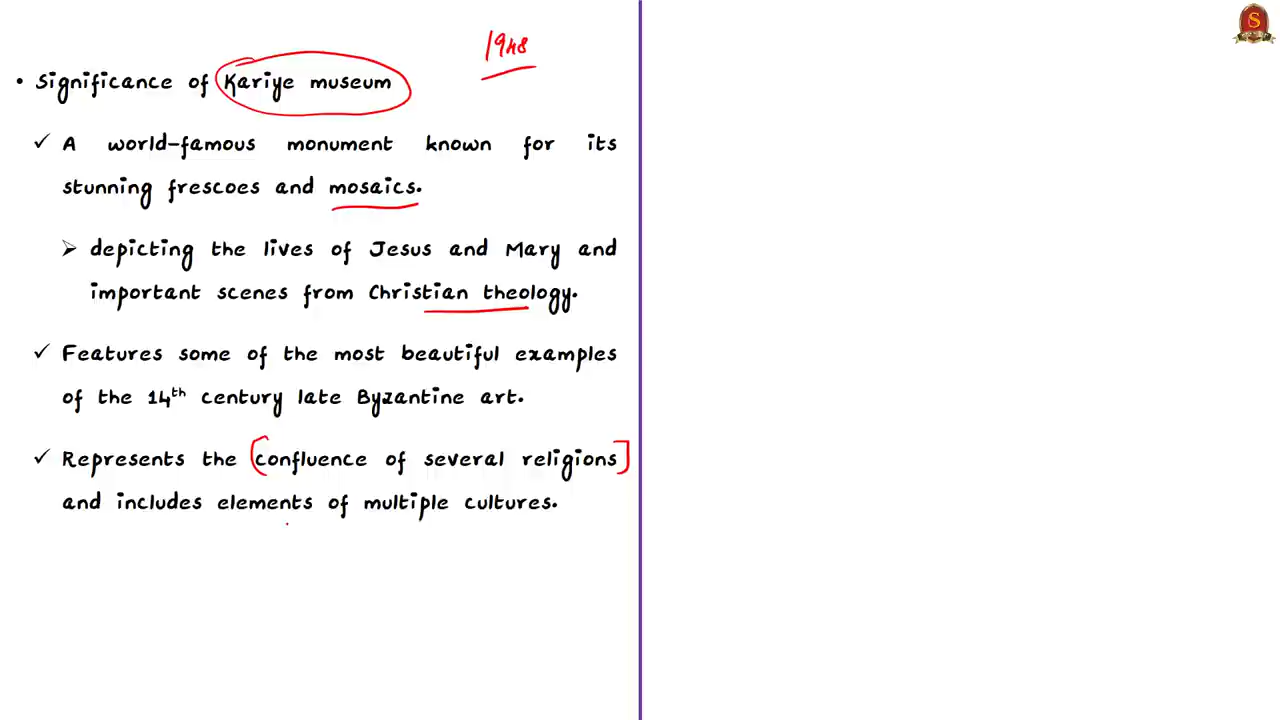 1948
• Significance of Kariye museum
✓ A world-famous monument known for its
stunning frescoes and mosaics.
➢ depicting the lives of Jesus and Mary and
important scenes from Christian theology.
✓ Features some of the most beautiful examples
of the 14th century late Byzantine art.
✓ Represents the [confluence of several religions]
and includes elements of multiple cultures.
S